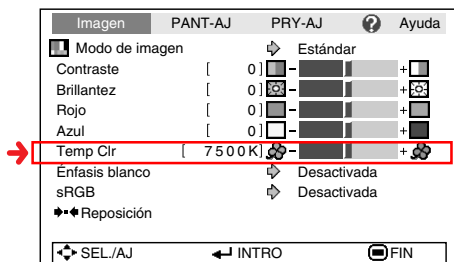 Imagen PANT-AJ PRY-AJ ? Ayuda
Modo de imagen Estándar
Contraste [ 0] - +
Brillantez [ 0] - +
Rojo [ 0] - +
Azul [ 0] - +
Temp Clr [ 7500K] - +
Énfasis blanco Desactivada
sRGB Desactivada
Reposición
SEL./AJ INTRO FIN